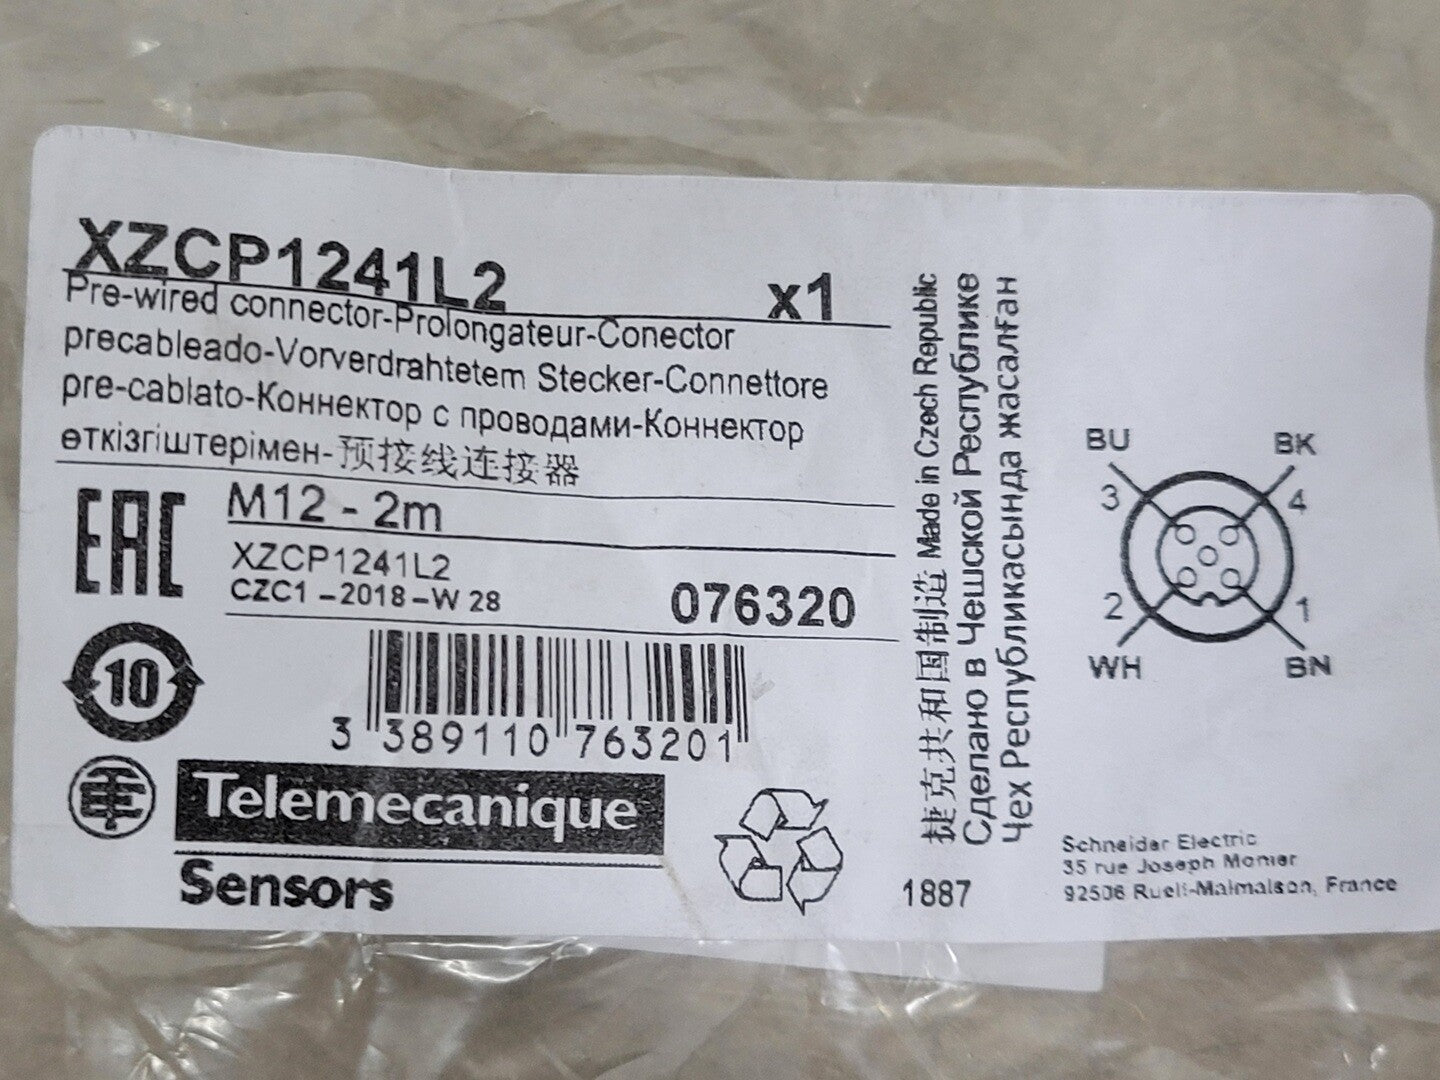 XZCP1241L2 x1
Pre-wired connector-Prolongateur-Conector
precableado-Vorverdrahtetem Stecker-Connettore
pre-cablato-Коннектор с проводами-Коннектор
өткізгіштерімен-预接线连接器
EAC
M12 - 2m
XZCP1241L2
CZC1 -2018-W 28
076320
10
3 389110 763201
Telemecanique
Sensors
捷克共和国制造 Made in Czech Republic
Сделано в Чешской Республике
Чех Республикасында жасалған
1887
BU
BK
3
4
2
1
WH
BN
Schneider Electric
35 rue Joseph Monier
92506 Rueil-Malmaison, France